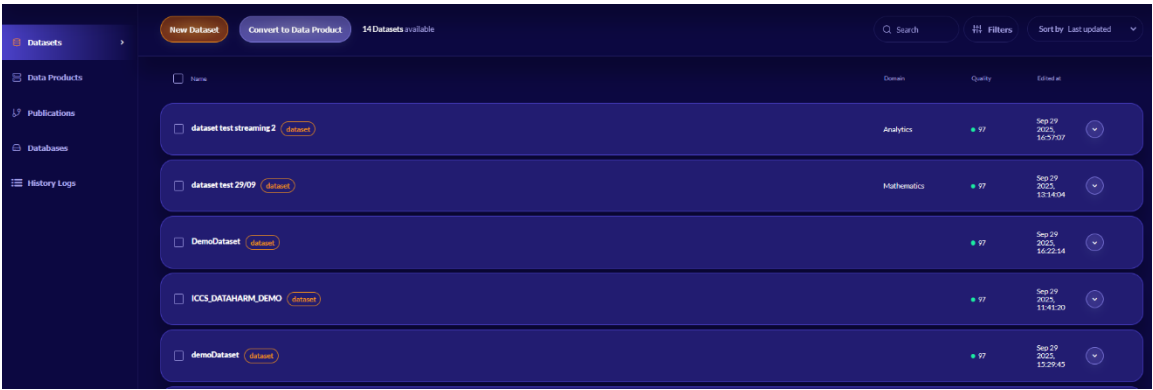 New Dataset
Convert to Data Product
14 Datasets available
Search
Filters
Sort by Last updated
Datasets
Data Products
Publications
Databases
History Logs
Name
Domain
Quality
Edited at
dataset test streaming 2 dataset
Analytics
97
Sep 29
2025,
16:57:07
dataset test 29/09 dataset
Mathematics
97
Sep 29
2025,
13:14:04
DemoDataset dataset
97
Sep 29
2025,
16:22:14
ICCS_DATAHARM_DEMO dataset
97
Sep 29
2025,
11:41:20
demoDataset dataset
97
Sep 29
2025,
15:29:45